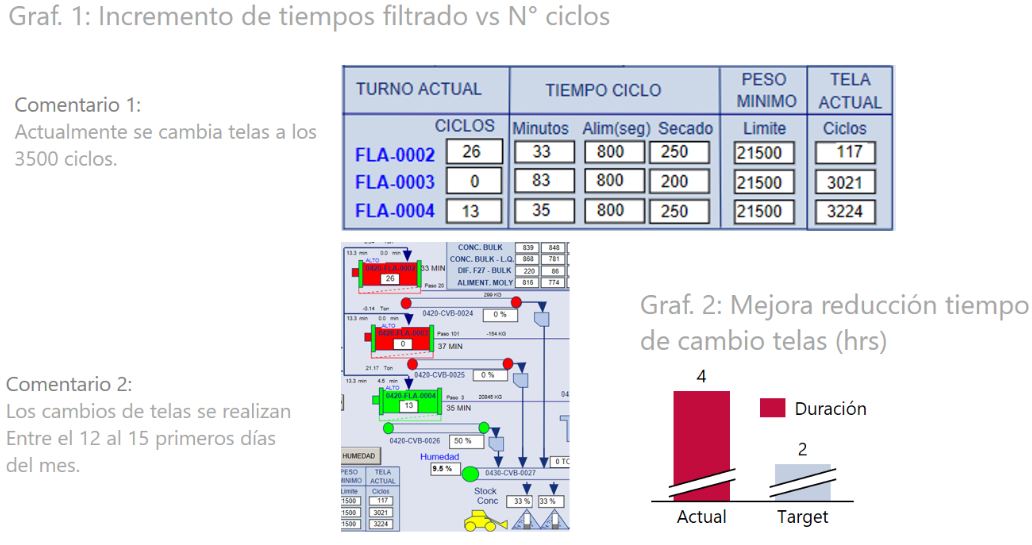 Graf. 1: Incremento de tiempos filtrado vs N° ciclos
Comentario 1:
Actualmente se cambia telas a los
3500 ciclos.
TURNO ACTUAL TIEMPO CICLO PESO MINIMO TELA ACTUAL
CICLOS Minutos Alim(seg) Secado Limite Ciclos
FLA-0002 26 33 800 250 21500 117
FLA-0003 0 83 800 200 21500 3021
FLA-0004 13 35 800 250 21500 3224
CONC. BULK 839 848
CONC. BULK - L.Q. 868 781
DIF. F27 - BULK 220 86
ALIMENT. MOLY 816 774
13.3 min 0.0 min
ALTO
0420-FLA-0002 33 MIN
26
Paso 20
299 KG
0420-CVB-0024 0 %
-0.14 Ton
13.3 min 0.0 min
ALTO
Paso 101 -154 KG
0
37 MIN
21.17 Ton
0420-CVB-0025 0 %
13.3 min 4.5 min
ALTO
0420-FLA-0004 Paso 3 20845 KG
13 35 MIN
0420-CVB-0026 50 %
HUMEDAD
Humedad
9.5 %
0430-CVB-0027
PESO MINIMO TELA ACTUAL
Limite Ciclos
1500 117
1500 3021
1500 3224
Stock
Conc 33 % 33 %
Comentario 2:
Los cambios de telas se realizan
Entre el 12 al 15 primeros días
del mes.
Graf. 2: Mejora reducción tiempo
de cambio telas (hrs)
4
Duración
2
Actual Target